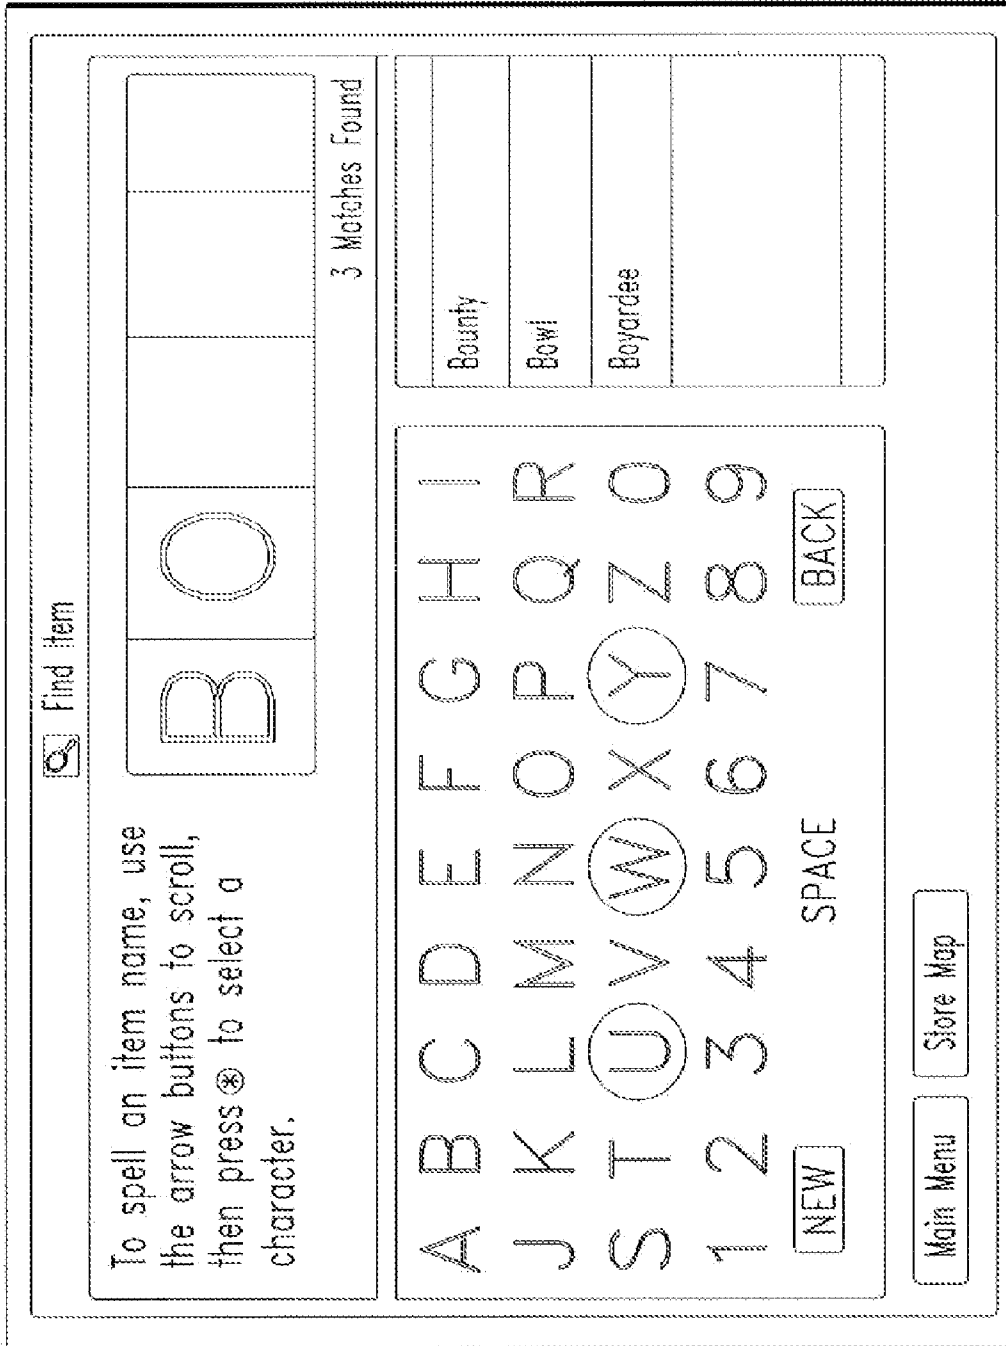 Find item
To spell an item name, use
the arrow buttons to scroll,
then press ⊛ to select a
character.
B O
3 Matches Found
A B C D E F G H I
J K L M N O P Q R
S T U V W X Y Z 0
1 2 3 4 5 6 7 8 9
NEW SPACE BACK
Bounty
Bowl
Boyardee
Main Menu Store Map